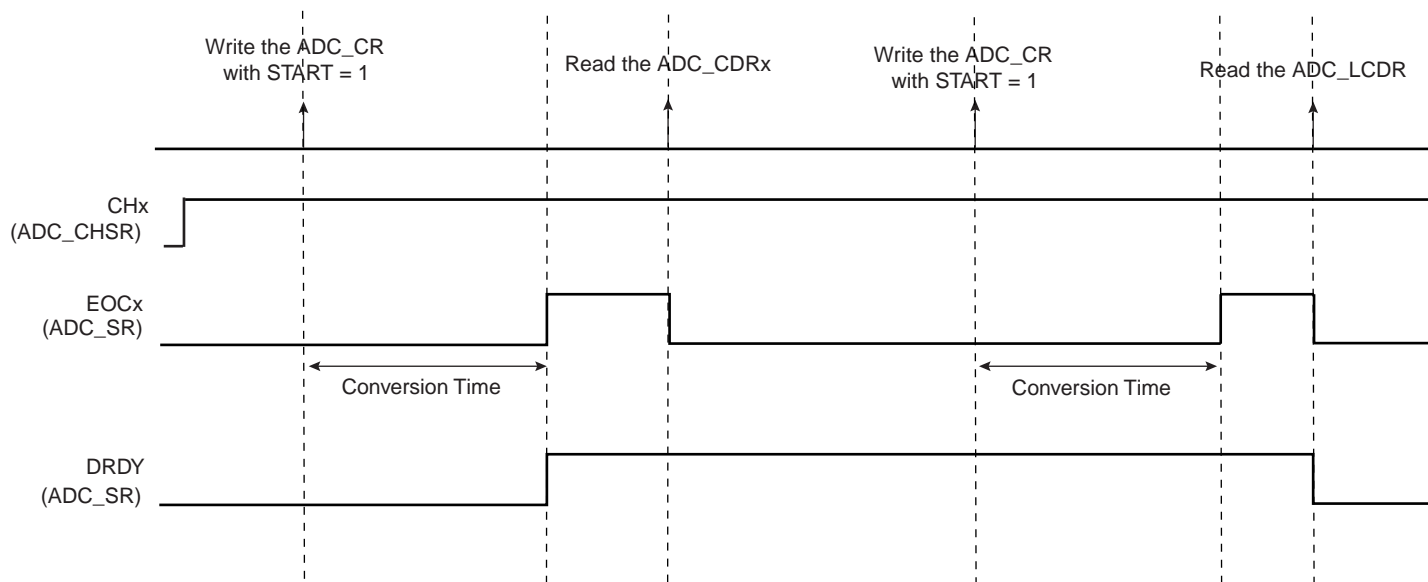 Write the ADC_CR
with START = 1
Read the ADC_CDRx
Write the ADC_CR
with START = 1
Read the ADC_LCDR
CHx
(ADC_CHSR)
EOCx
(ADC_SR)
Conversion Time
Conversion Time
DRDY
(ADC_SR)